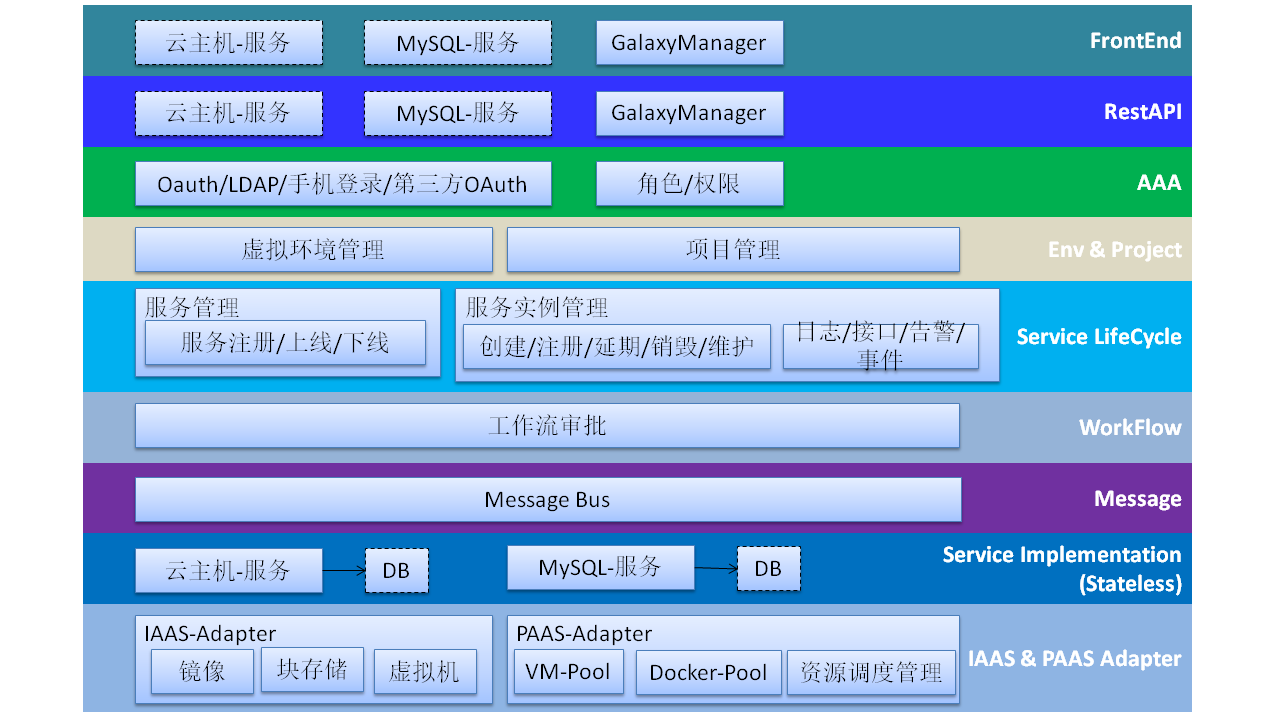 云主机-服务
MySQL-服务
GalaxyManager
FrontEnd
云主机-服务
MySQL-服务
GalaxyManager
RestAPI
Oauth/LDAP/手机登录/第三方OAuth
角色/权限
AAA
虚拟环境管理
项目管理
Env & Project
服务管理
服务注册/上线/下线
服务实例管理
创建/注册/延期/销毁/维护
日志/接口/告警/
事件
Service LifeCycle
工作流审批
WorkFlow
Message Bus
Message
云主机-服务
DB
MySQL-服务
DB
Service Implementation
(Stateless)
IAAS-Adapter
镜像
块存储
虚拟机
PAAS-Adapter
VM-Pool
Docker-Pool
资源调度管理
IAAS & PAAS Adapter